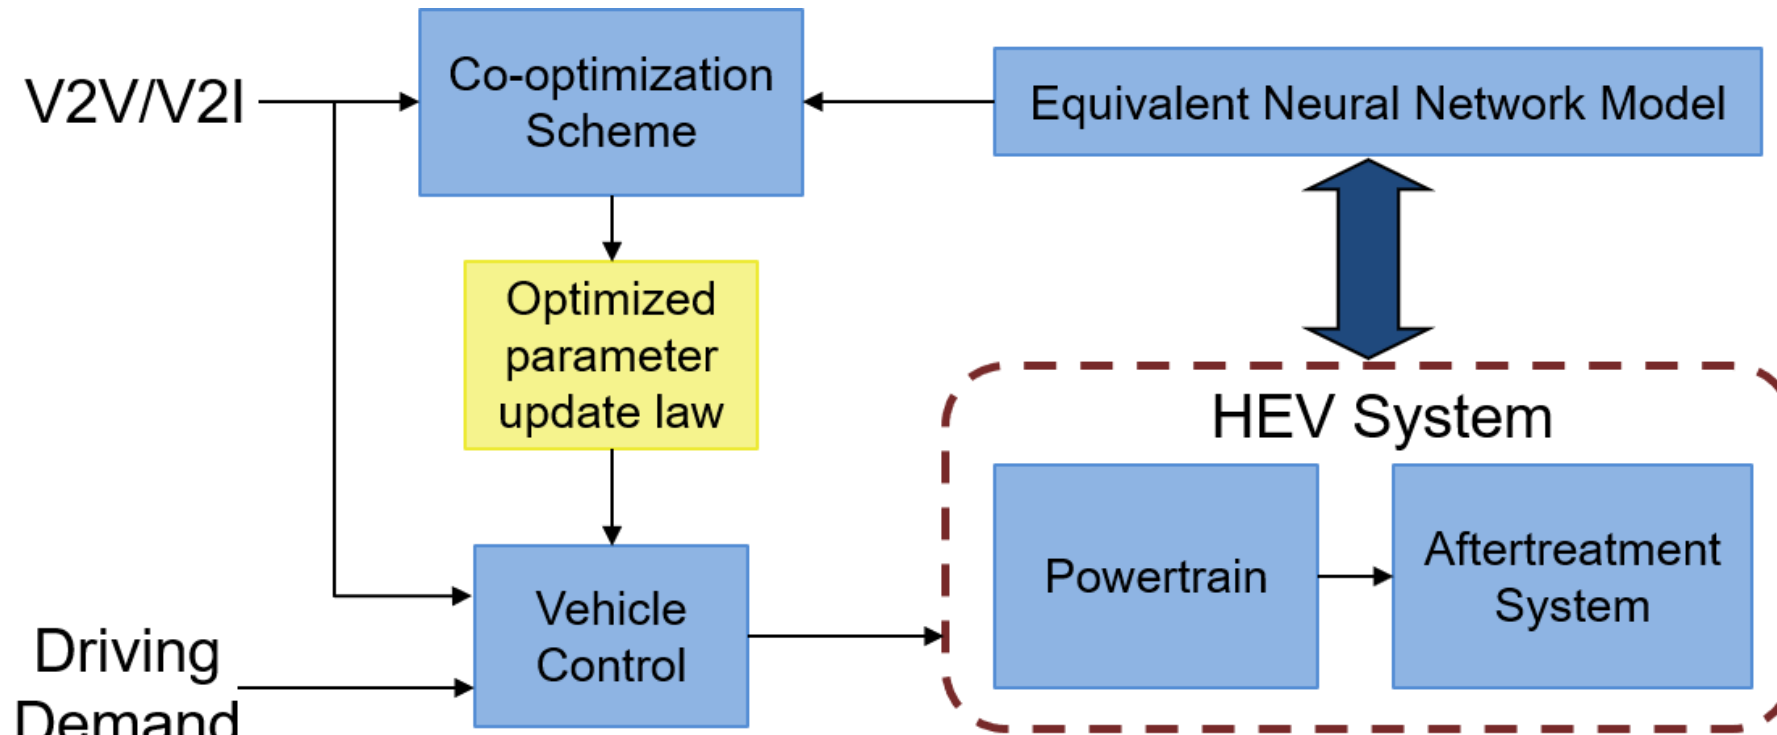 V2V/V2I
Co-optimization
Scheme
Equivalent Neural Network Model
Optimized
parameter
update law
HEV System
Powertrain
Aftertreatment
System
Vehicle
Control
Driving
Demand